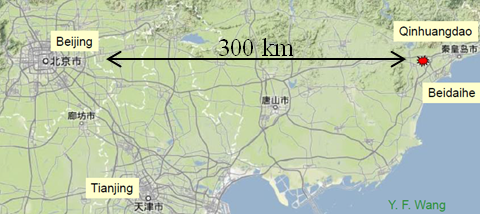 Qinhuangdao
Beijing
300 km
秦皇岛市
北京市
Beidaihe
唐山市
廊坊市
Tianjing
天津市
Y. F. Wang